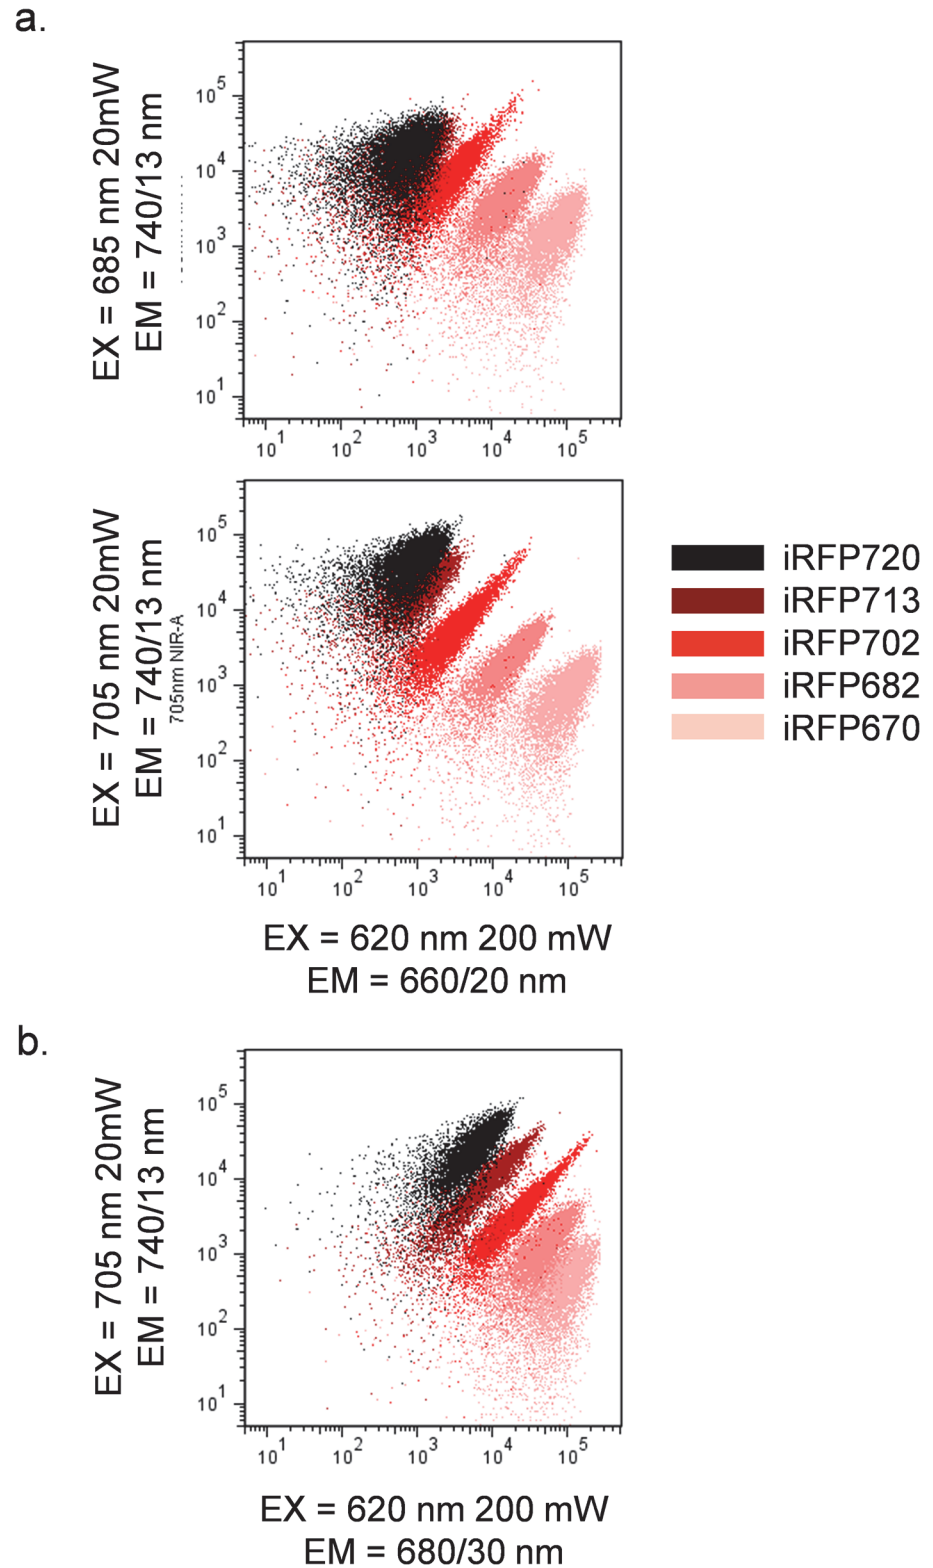 a.
EX = 685 nm 20mW
EM = 740/13 nm
10^5
10^4
10^3
10^2
10^1
10^1 10^2 10^3 10^4 10^5
EX = 705 nm 20mW
EM = 740/13 nm
705nm NIR-A
10^5
10^4
10^3
10^2
10^1
10^1 10^2 10^3 10^4 10^5
EX = 620 nm 200 mW
EM = 660/20 nm
iRFP720
iRFP713
iRFP702
iRFP682
iRFP670
b.
EX = 705 nm 20mW
EM = 740/13 nm
10^5
10^4
10^3
10^2
10^1
10^1 10^2 10^3 10^4 10^5
EX = 620 nm 200 mW
EM = 680/30 nm